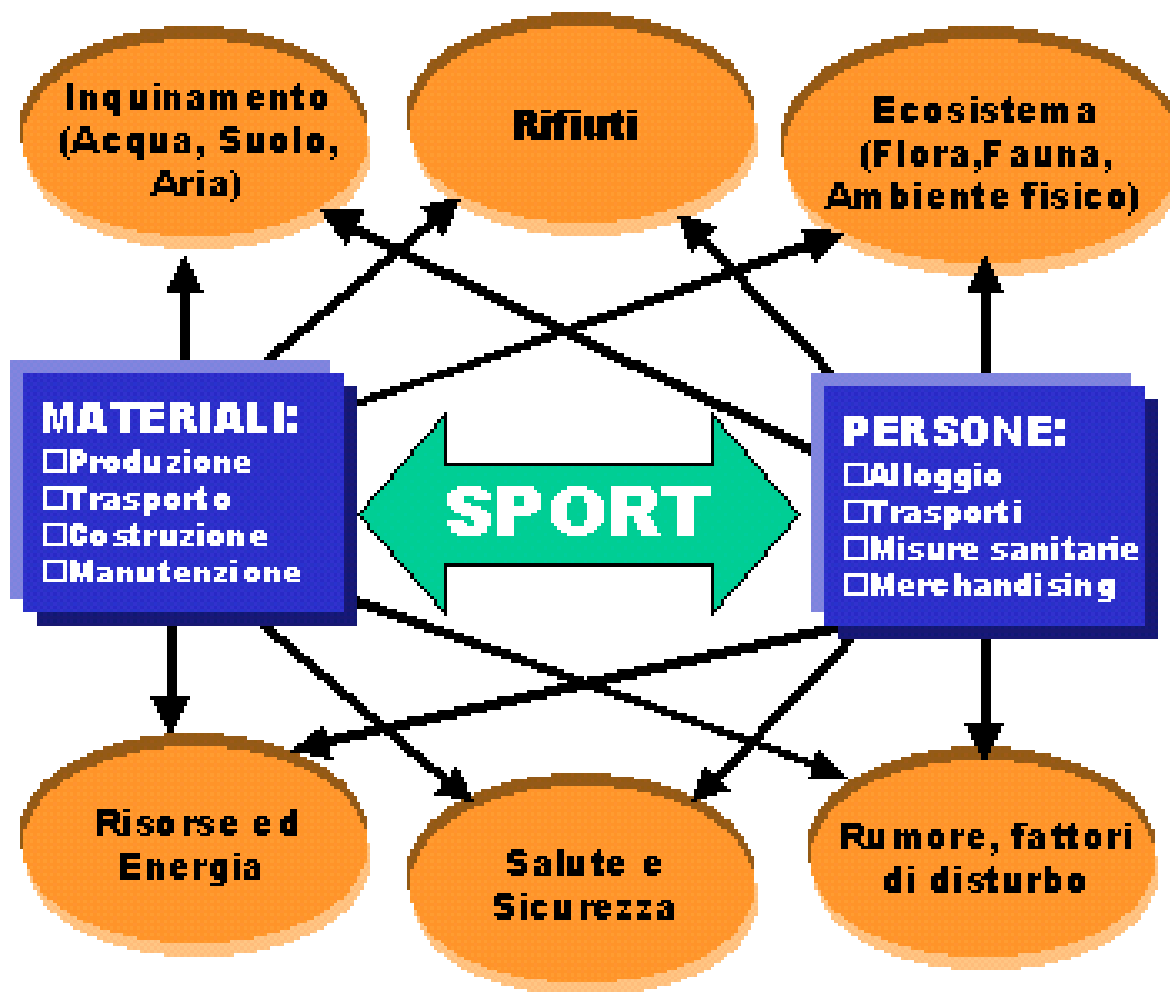 Inquinamento
(Acqua, Suolo,
Aria)
Rifiuti
Ecosistema
(Flora,Fauna,
Ambiente fisico)
MATERIALI:
□Produzione
□Trasporto
□Costruzione
□Manutenzione
SPORT
PERSONE:
□Alloggio
□Trasporti
□Misure sanitarie
□Merchandising
Risorse ed
Energia
Salute e
Sicurezza
Rumore, fattori
di disturbo